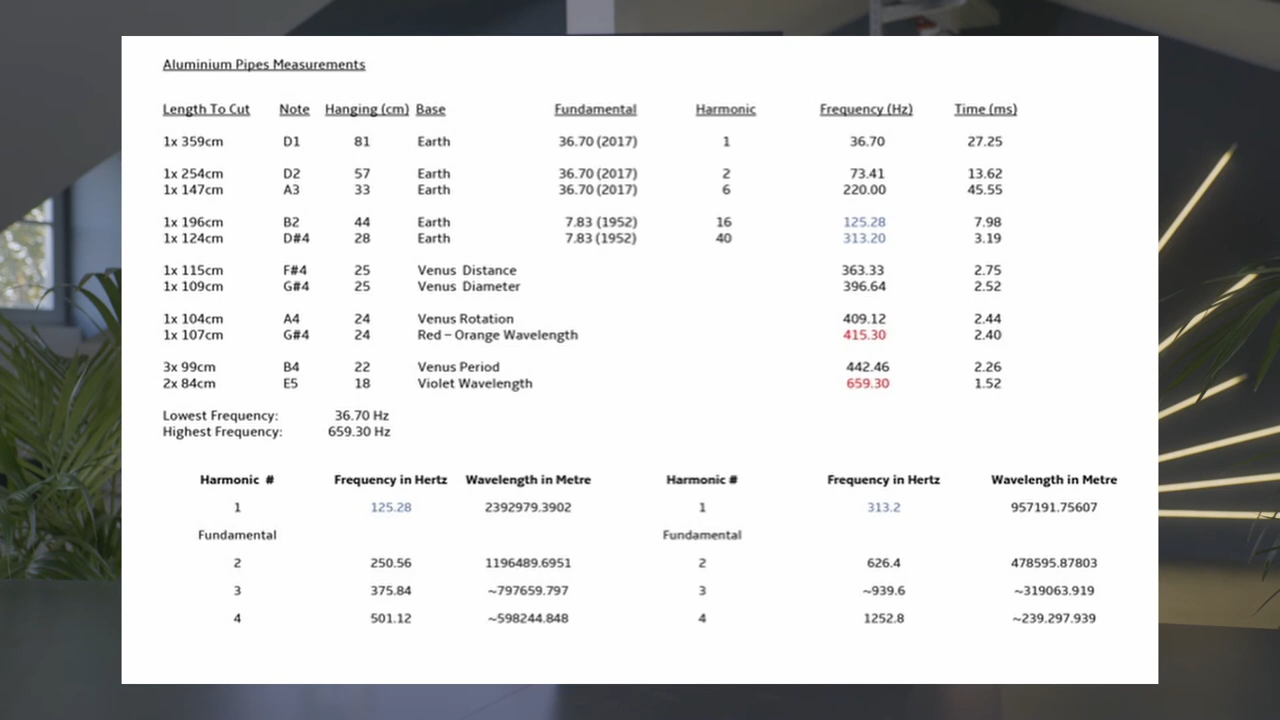 Aluminium Pipes Measurements
Length To Cut Note Hanging (cm) Base Fundamental Harmonic Frequency (Hz) Time (ms)
1x 359cm D1 81 Earth 36.70 (2017) 1 36.70 27.25
1x 254cm D2 57 Earth 36.70 (2017) 2 73.41 13.62
1x 147cm A3 33 Earth 36.70 (2017) 6 220.00 45.55
1x 196cm B2 44 Earth 7.83 (1952) 16 125.28 7.98
1x 124cm D#4 28 Earth 7.83 (1952) 40 313.20 3.19
1x 115cm F#4 25 Venus Distance 363.33 2.75
1x 109cm G#4 25 Venus Diameter 396.64 2.52
1x 104cm A4 24 Venus Rotation 409.12 2.44
1x 107cm G#4 24 Red – Orange Wavelength 415.30 2.40
3x 99cm B4 22 Venus Period 442.46 2.26
2x 84cm E5 18 Violet Wavelength 659.30 1.52
Lowest Frequency: 36.70 Hz
Highest Frequency: 659.30 Hz
Harmonic # Frequency in Hertz Wavelength in Metre Harmonic # Frequency in Hertz Wavelength in Metre
1 125.28 2392979.3902 1 313.2 957191.75607
Fundamental Fundamental
2 250.56 1196489.6951 2 626.4 478595.87803
3 375.84 ~797659.797 3 ~939.6 ~319063.919
4 501.12 ~598244.848 4 1252.8 ~239.297.939